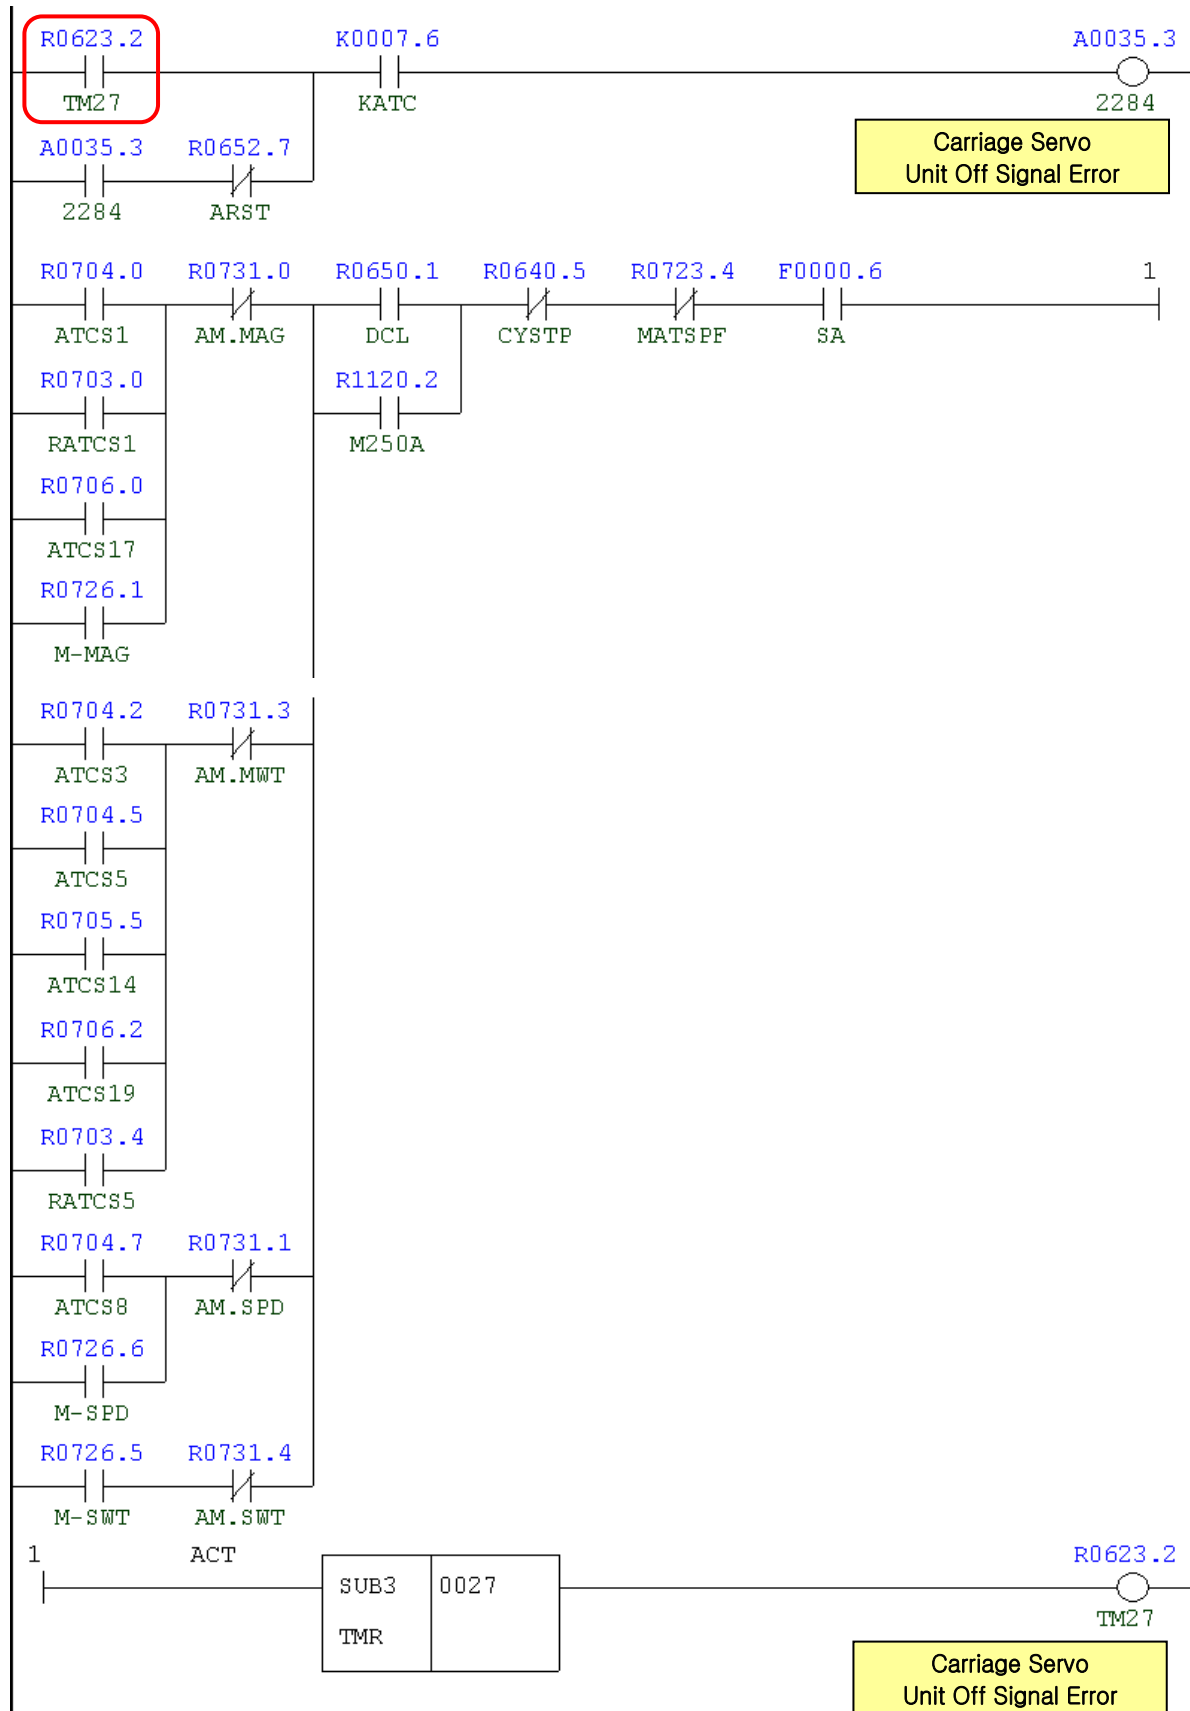 R0623.2 K0007.6 A0035.3
TM27 KATC 2284
Carriage Servo
Unit Off Signal Error
A0035.3 R0652.7
2284 ARST
R0704.0 R0731.0 R0650.1 R0640.5 R0723.4 F0000.6 1
ATCS1 AM.MAG DCL CYSTP MATSPF SA
R0703.0 R1120.2
RATCS1 M250A
R0706.0
ATCS17
R0726.1
M-MAG
R0704.2 R0731.3
ATCS3 AM.MWT
R0704.5
ATCS5
R0705.5
ATCS14
R0706.2
ATCS19
R0703.4
RATCS5
R0704.7 R0731.1
ATCS8 AM.SPD
R0726.6
M-SPD
R0726.5 R0731.4
M-SWT AM.SWT
1 ACT R0623.2
SUB3 0027
TM27
TMR
Carriage Servo
Unit Off Signal Error